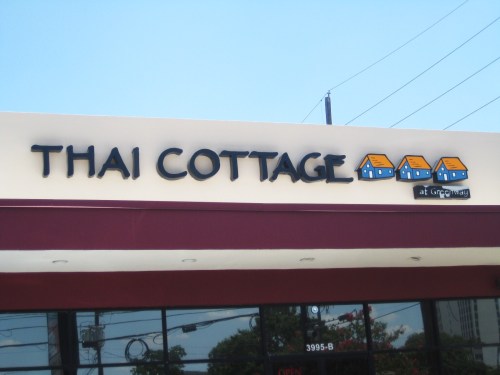 THAI COTTAGE
at Greenway
3995-B